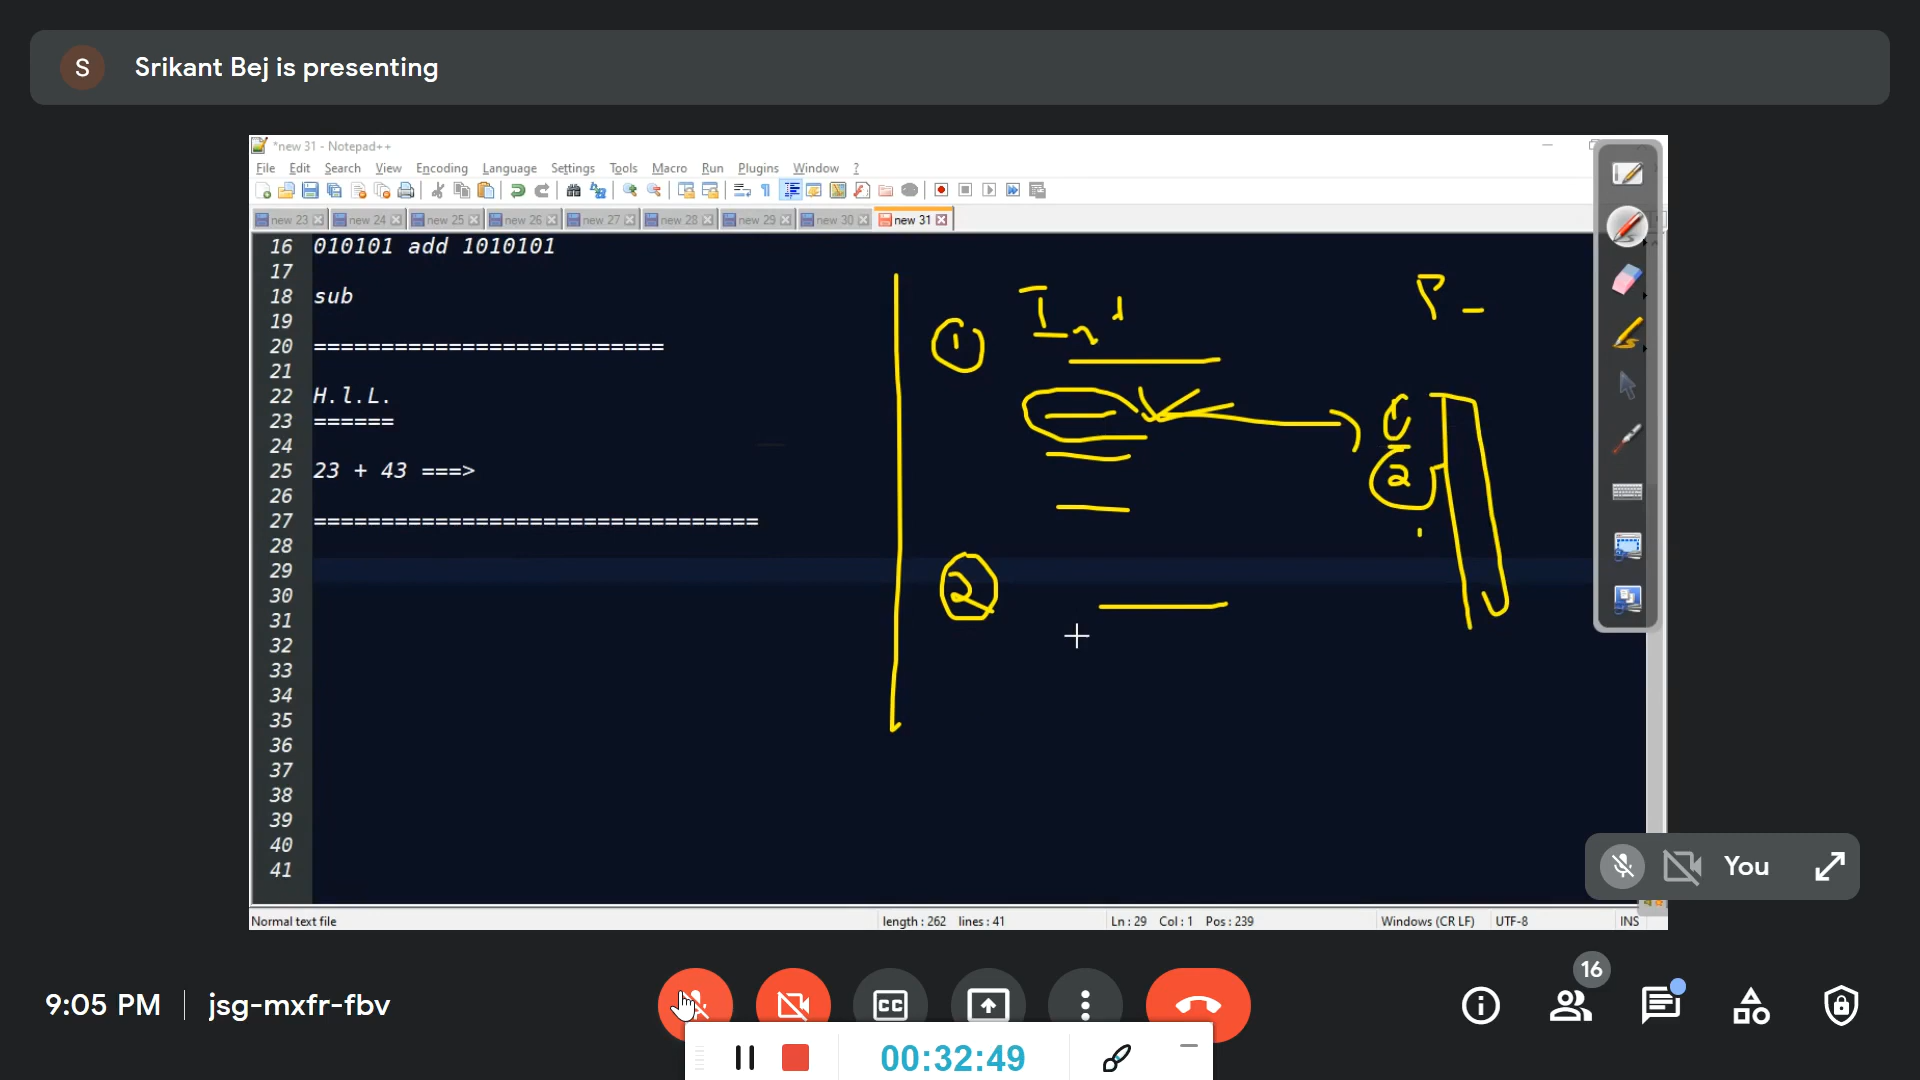 S Srikant Bej is presenting
*new 31 - Notepad++
File Edit Search View Encoding Language Settings Tools Macro Run Plugins Window ?
new 23 new 24 new 25 new 26 new 27 new 28 new 29 new 30 new 31
16 010101 add 1010101
17
18 sub
19
20 ==========================
21
22 H.l.L.
23 ======
24
25 23 + 43 ===>
26
27 =================================
28
29
30
31
32
33
34
35
36
37
38
39
40
41
1
2
2
You
Normal text file length : 262 lines : 41 Ln : 29 Col : 1 Pos : 239 Windows (CR LF) UTF-8 INS
9:05 PM jsg-mxfr-fbv
CC
16
00:32:49